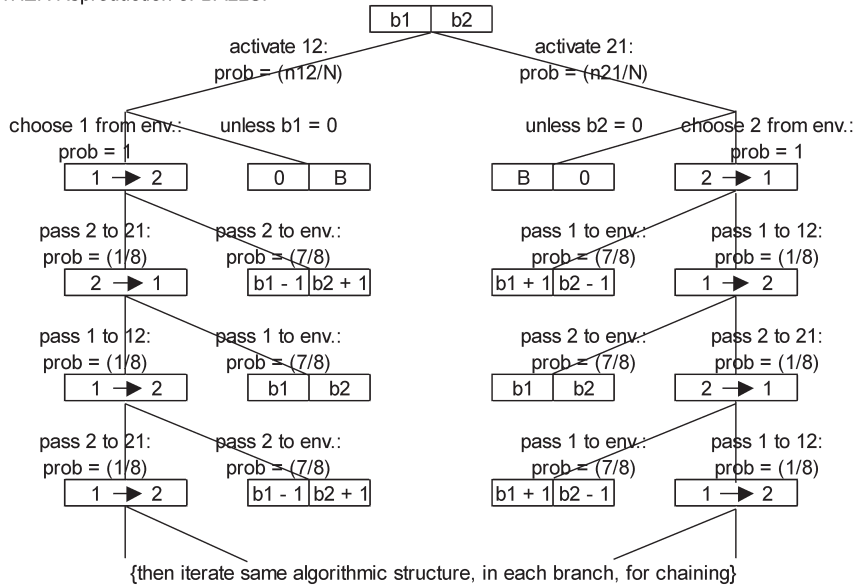 b1 b2
activate 12: activate 21:
prob = (n12/N) prob = (n21/N)
choose 1 from env.: unless b1 = 0 unless b2 = 0 choose 2 from env.:
prob = 1 prob = 1
1 → 2 0 B B 0 2 → 1
pass 2 to 21: pass 2 to env.: pass 1 to env.: pass 1 to 12:
prob = (1/8) prob = (7/8) prob = (7/8) prob = (1/8)
2 → 1 b1 - 1 b2 + 1 b1 + 1 b2 - 1 1 → 2
pass 1 to 12: pass 1 to env.: pass 2 to env.: pass 2 to 21:
prob = (1/8) prob = (7/8) prob = (7/8) prob = (1/8)
1 → 2 b1 b2 b1 b2 2 → 1
pass 2 to 21: pass 2 to env.: pass 1 to env.: pass 1 to 12:
prob = (1/8) prob = (7/8) prob = (7/8) prob = (1/8)
1 → 2 b1 - 1 b2 + 1 b1 + 1 b2 - 1 1 → 2
{then iterate same algorithmic structure, in each branch, for chaining}